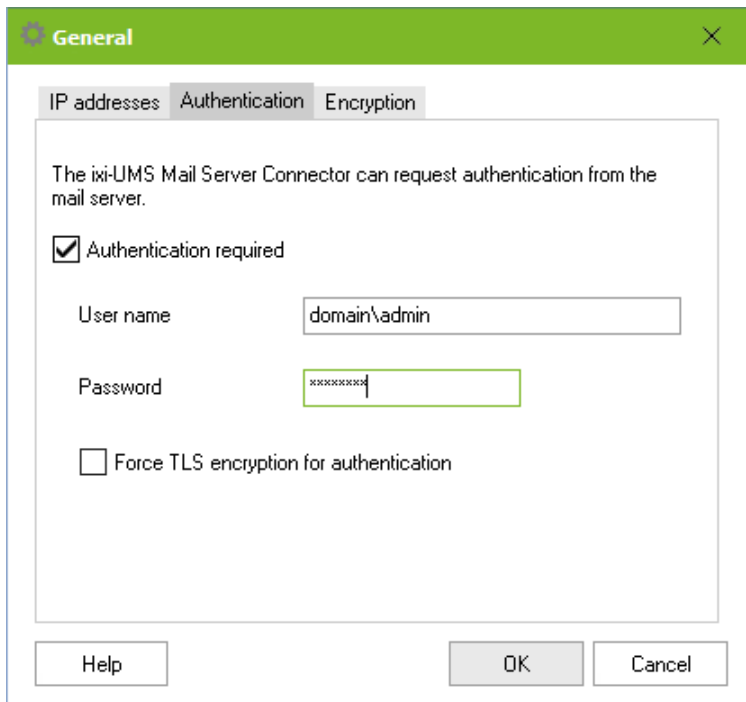 General
IP addresses Authentication Encryption
The ixi-UMS Mail Server Connector can request authentication from the
mail server.
Authentication required
User name domain\admin
Password ********
Force TLS encryption for authentication
Help OK Cancel